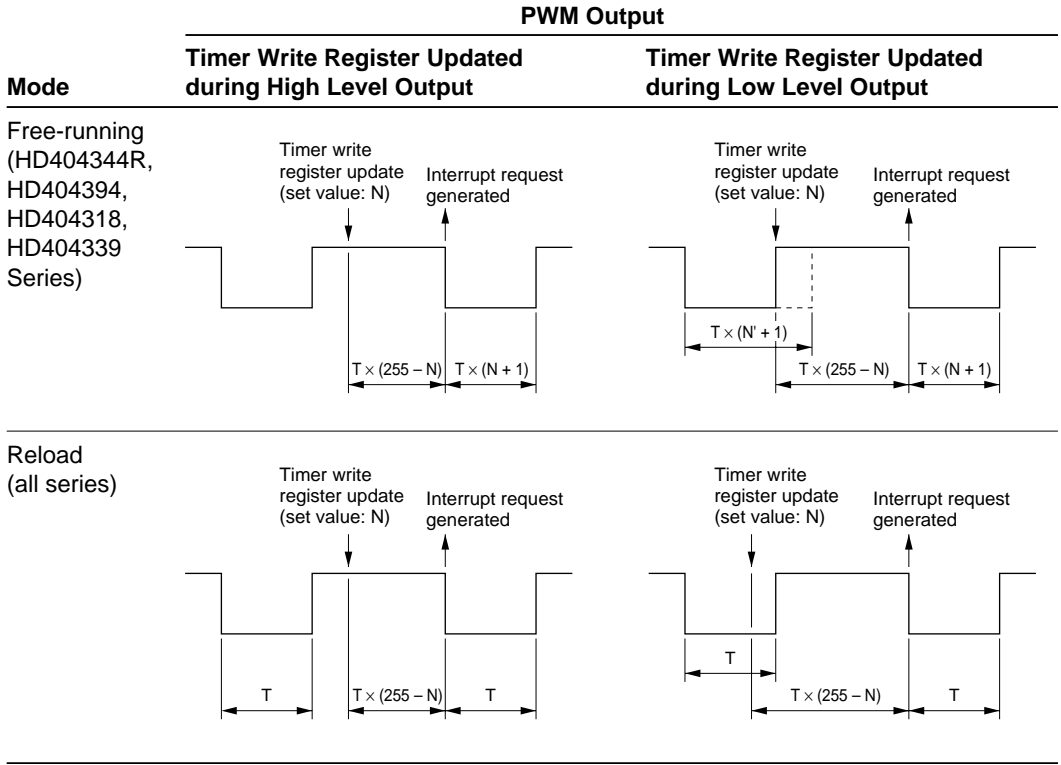 PWM Output
Mode
Timer Write Register Updated
during High Level Output
Timer Write Register Updated
during Low Level Output
Free-running
(HD404344R,
HD404394,
HD404318,
HD404339
Series)
Timer write
register update
(set value: N)
Interrupt request
generated
T × (255 – N)
T × (N + 1)
Timer write
register update
(set value: N)
Interrupt request
generated
T × (N' + 1)
T × (255 – N)
T × (N + 1)
Reload
(all series)
Timer write
register update
(set value: N)
Interrupt request
generated
T
T × (255 – N)
T
Timer write
register update
(set value: N)
Interrupt request
generated
T
T × (255 – N)
T